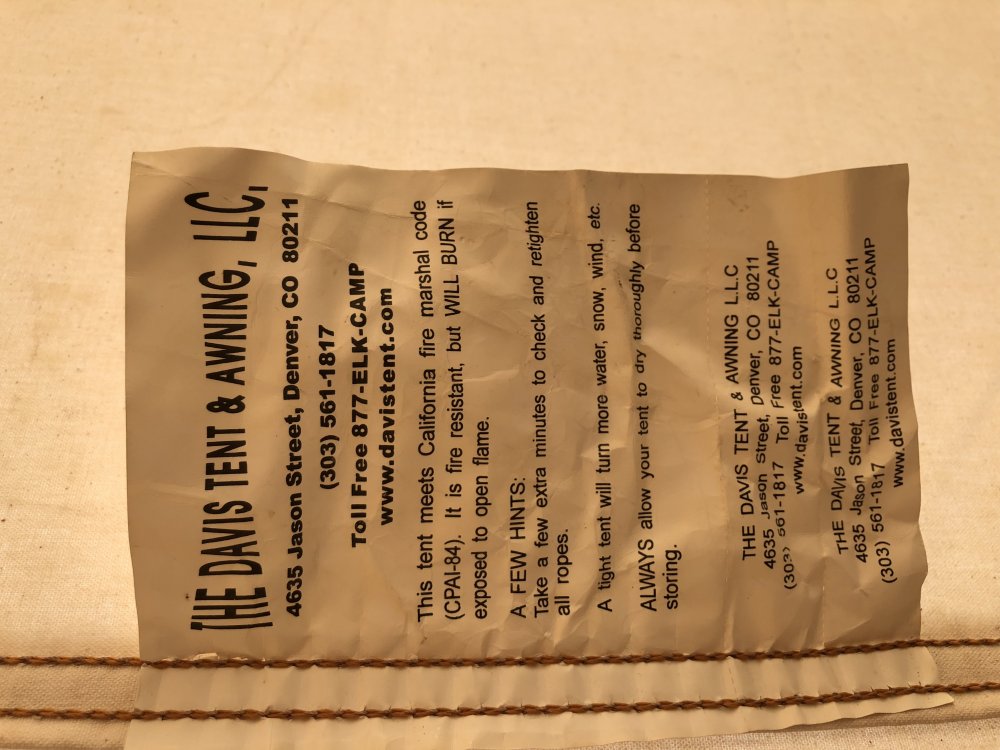 THE DAVIS TENT & AWNING, LLC,
4635 Jason Street, Denver, CO 80211
(303) 561-1817
Toll Free 877-ELK-CAMP
www.davistent.com
This tent meets California fire marshal code
(CPAI-84). It is fire resistant, but WILL BURN if
exposed to open flame.
A FEW HINTS:
Take a few extra minutes to check and retighten
all ropes.
A tight tent will turn more water, snow, wind, etc.
ALWAYS allow your tent to dry thoroughly before
storing.
THE DAVIS TENT & AWNING L.L.C
4635 Jason Street, Denver, CO 80211
(303) 561-1817 Toll Free 877-ELK-CAMP
www.davistent.com
THE DAVIS TENT & AWNING L.L.C
4635 Jason Street, Denver, CO 80211
(303) 561-1817 Toll Free 877-ELK-CAMP
www.davistent.com